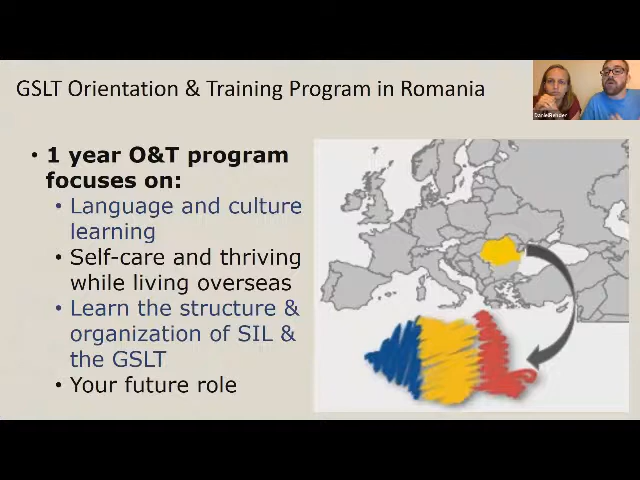 GSLT Orientation & Training Program in Romania
• 1 year O&T program
focuses on:
• Language and culture
learning
• Self-care and thriving
while living overseas
• Learn the structure &
organization of SIL &
the GSLT
• Your future role